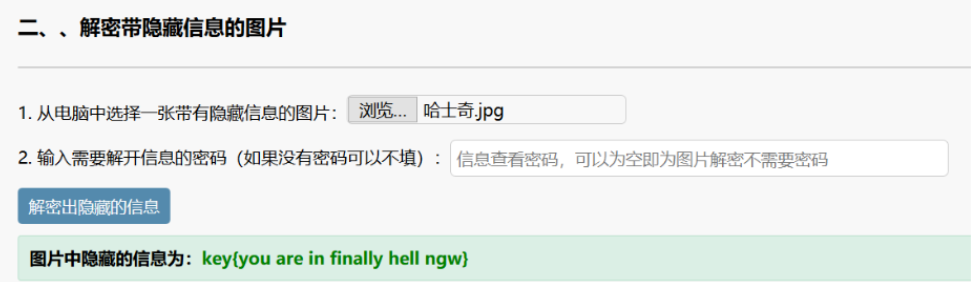 二、、解密带隐藏信息的图片
1. 从电脑中选择一张带有隐藏信息的图片： 浏览... 哈士奇.jpg
2. 输入需要解开信息的密码（如果没有密码可以不填）： 信息查看密码，可以为空即为图片解密不需要密码
解密出隐藏的信息
图片中隐藏的信息为：key{you are in finally hell ngw}